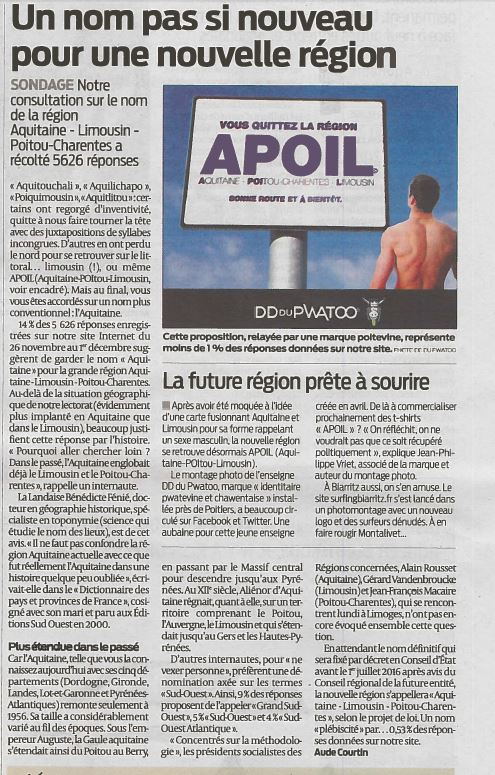 Un nom pas si nouveau
pour une nouvelle région
SONDAGE Notre
consultation sur le nom
de la région
Aquitaine - Limousin -
Poitou-Charentes a
récolté 5626 réponses
« Aquitouchali », « Aquilichapo »,
« Poiquimousin », « Aquitlitou » : cer-
tains ont regorgé d'inventivité,
quitte à nous faire tourner la tête
avec des juxtapositions de syllabes
incongrues. D'autres en ont perdu
le nord pour se retrouver sur le lit-
toral… limousin (!), ou même
APOIL (Aquitaine-POItou-Limousin,
voir encadré). Mais au final, vous
vous êtes accordés sur un nom plus
conventionnel : l'Aquitaine.
14 % des 5 626 réponses enregis-
trées sur notre site Internet du
26 novembre au 1er décembre sug-
gèrent de garder le nom « Aqui-
taine » pour la grande région Aqui-
taine-Limousin-Poitou-Charentes.
Au-delà de la situation géographi-
que de notre lectorat (évidemment
plus implanté en Aquitaine que
dans le Limousin), beaucoup justi-
fient cette réponse par l'histoire.
« Pourquoi aller chercher loin ?
Dans le passé, l'Aquitaine englobait
déjà le Limousin et le Poitou-Cha-
rentes », rappelle un internaute.
La Landaise Bénédicte Fénié, doc-
teur en géographie historique, spé-
cialiste en toponymie (science qui
étudie le nom des lieux), est de cet
avis. « Il ne faut pas confondre la ré-
gion Aquitaine actuelle avec ce que
fut réellement l'Aquitaine dans une
histoire quelque peu oubliée », écri-
vait-elle dans le « Dictionnaire des
pays et provinces de France », cosi-
gné avec son mari et paru aux Édi-
tions Sud Ouest en 2000.
Plus étendue dans le passé
Car l'Aquitaine, telle que vous la con-
naissez aujourd'hui avec ses cinq dé-
partements (Dordogne, Gironde,
Landes, Lot-et-Garonne et Pyrénées-
Atlantiques) remonte seulement à
1956. Sa taille a considérablement
varié au fil des époques. Sous l'em-
pereur Auguste, la Gaule aquitaine
s'étendait ainsi du Poitou au Berry,
VOUS QUITTEZ LA RÉGION
APOIL
AQUITAINE - POITOU-CHARENTES - LIMOUSIN
BONNE ROUTE ET À BIENTÔT.
DD DU PWATOO
Cette proposition, relayée par une marque poitevine, représente
moins de 1 % des réponses données sur notre site. PHOTO DD DU PWATOO
La future région prête à sourire
Après avoir été moquée à l'idée
d'une carte fusionnant Aquitaine et
Limousin pour sa forme rappelant
un sexe masculin, la nouvelle région
se retrouve désormais APOIL (Aqui-
taine-POItou-Limousin).
Le montage photo de l'enseigne
DD du Pwatoo, marque « identitaire
pwatevine et chawentaise » instal-
lée près de Poitiers, a beaucoup cir-
culé sur Facebook et Twitter. Une
aubaine pour cette jeune enseigne
créée en avril. De là à commercialiser
prochainement des t-shirts
« APOIL » ? « On réfléchit, on ne
voudrait pas que ce soit récupéré
politiquement », explique Jean-Phi-
lippe Vriet, associé de la marque et
auteur du montage photo.
À Biarritz aussi, on s'en amuse. Le
site surfingbiarritz.fr s'est lancé dans
un photomontage avec un nouveau
logo et des surfeurs dénudés. À en
faire rougir Montalivet…
en passant par le Massif central
pour descendre jusqu'aux Pyré-
nées. Au XIIe siècle, Aliénor d'Aqui-
taine régnait, quant à elle, sur un ter-
ritoire comprenant le Poitou,
l'Auvergne, le Limousin et qui s'éten-
dait jusqu'au Gers et les Hautes-Py-
rénées.
D'autres internautes, pour « ne
vexer personne », préfèrent une dé-
nomination axée sur les termes
« Sud-Ouest ». Ainsi, 9 % des réponses
proposent de l'appeler « Grand Sud-
Ouest », 5 % « Sud-Ouest » et 4 % « Sud-
Ouest Atlantique ».
« Concentrés sur la méthodolo-
gie », les présidents socialistes des
Régions concernées, Alain Rousset
(Aquitaine), Gérard Vandenbroucke
(Limousin) et Jean-François Macaire
(Poitou-Charentes), qui se rencon-
trent lundi à Limoges, n'ont pas en-
core évoqué ensemble cette ques-
tion.
En attendant le nom définitif qui
sera fixé par décret en Conseil d'État
avant le 1er juillet 2016 après avis du
Conseil régional de la future entité,
la nouvelle région s'appellera « Aqui-
taine - Limousin - Poitou-Charen-
tes », selon le projet de loi. Un nom
« plébiscité » par… 0,53 % des répon-
ses données sur notre site.
Aude Courtin